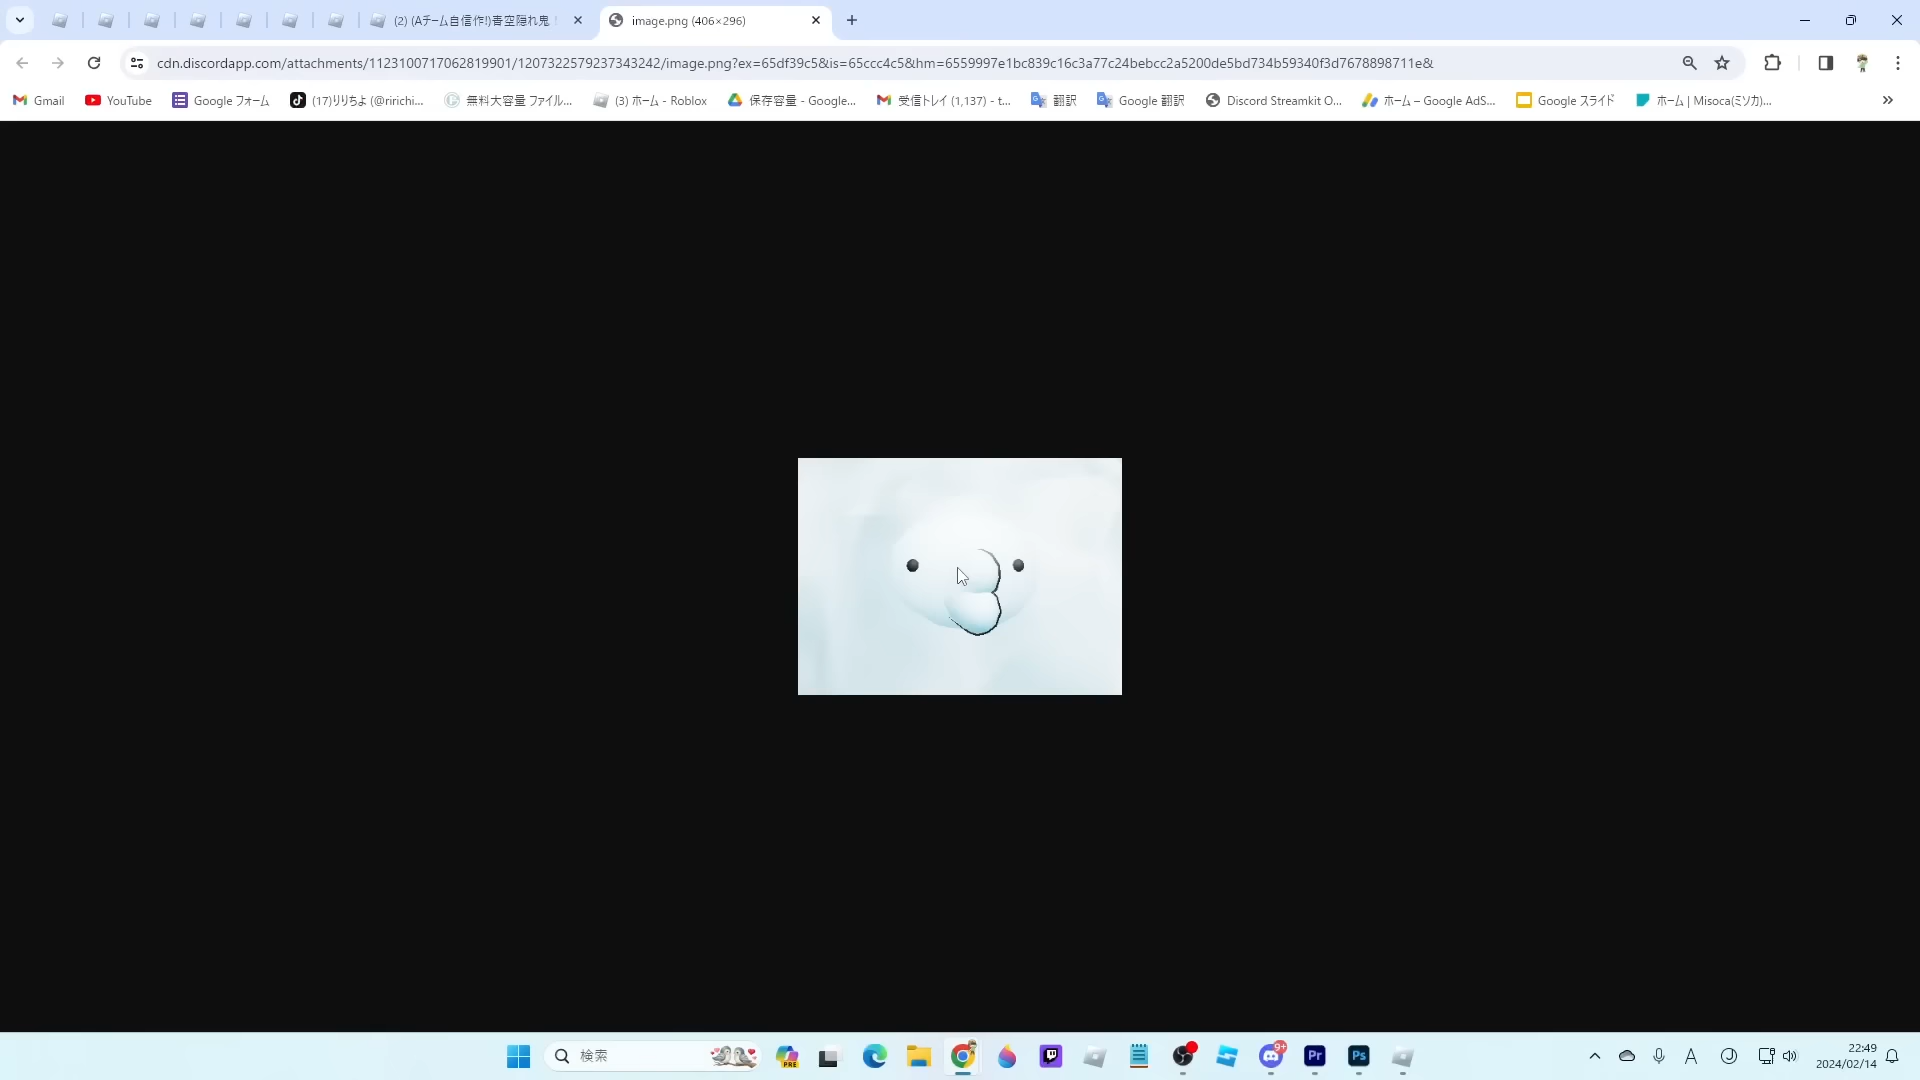 (2) (Aチーム自信作!)青空隠れ鬼
image.png (406×296)
cdn.discordapp.com/attachments/1123100717062819901/1207322579237343242/image.png?ex=65df39c5&is=65ccc4c5&hm=6559997e1bc839c16c3a77c24bebcc2a5200de5bd734b59340f3d7678898711e&
Gmail
YouTube
Google フォーム
(17)りりちよ (@ririchi...
無料大容量 ファイル...
(3) ホーム - Roblox
保存容量 - Google...
受信トレイ (1,137) - t...
翻訳
Google 翻訳
Discord Streamkit O...
ホーム – Google AdS...
Google スライド
ホーム | Misoca(ミソカ)...
検索
PRE
9+
Pr
Ps
A
22:49
2024/02/14